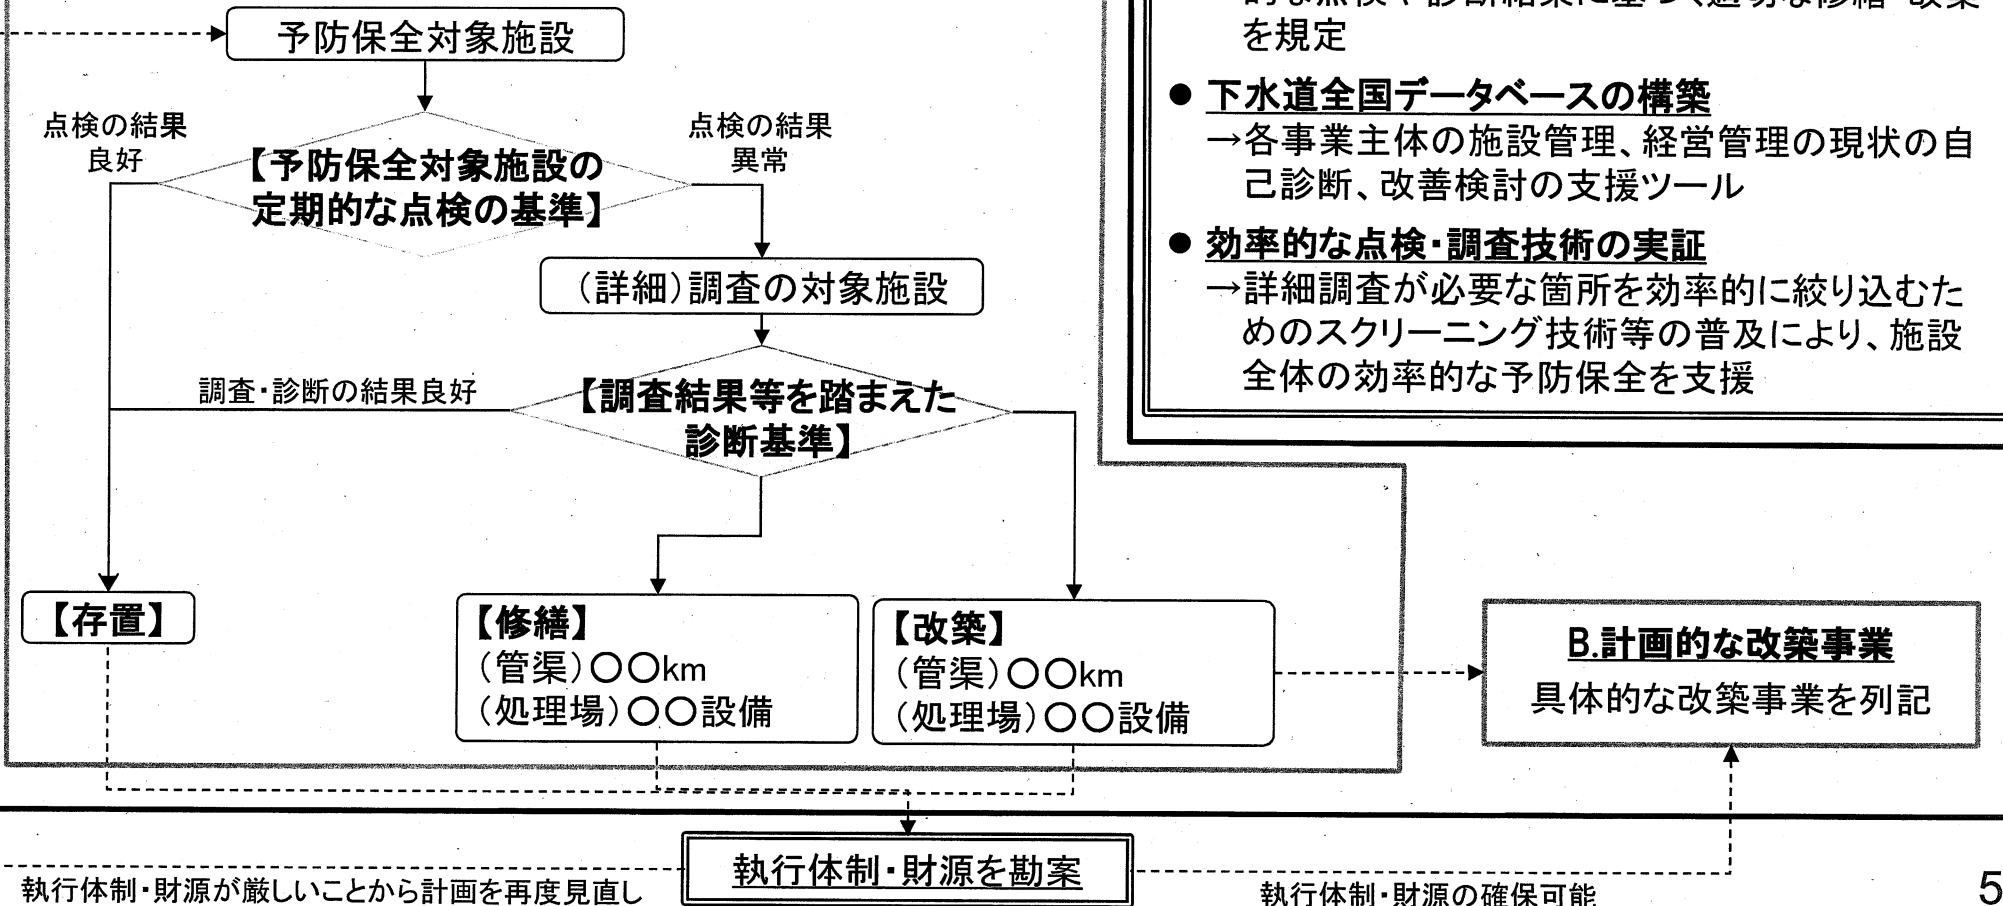 予防保全対象施設
点検の結果
良好
点検の結果
異常
【予防保全対象施設の
定期的な点検の基準】
(詳細)調査の対象施設
調査・診断の結果良好
【調査結果等を踏まえた
診断基準】
【存置】
【修繕】
(管渠)〇〇km
(処理場)〇〇設備
【改築】
(管渠)〇〇km
(処理場)〇〇設備
を規定
● 下水道全国データベースの構築
→各事業主体の施設管理、経営管理の現状の自
己診断、改善検討の支援ツール
● 効率的な点検・調査技術の実証
→詳細調査が必要な箇所を効率的に絞り込むた
めのスクリーニング技術等の普及により、施設
全体の効率的な予防保全を支援
B.計画的な改築事業
具体的な改築事業を列記
執行体制・財源を勘案
執行体制・財源が厳しいことから計画を再度見直し
執行体制・財源の確保可能
5